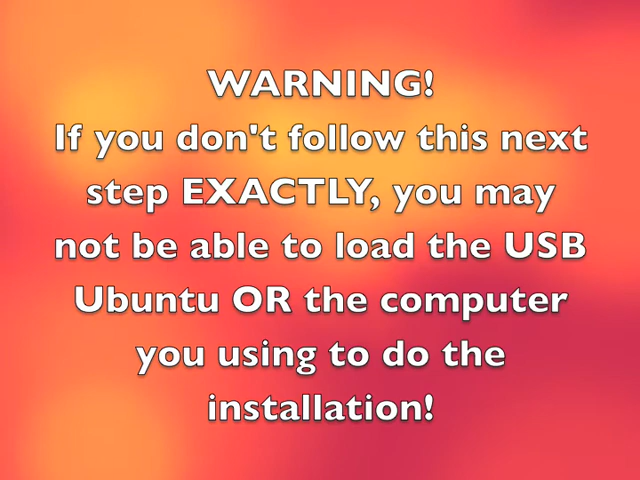 WARNING!
If you don't follow this next
step EXACTLY, you may
not be able to load the USB
Ubuntu OR the computer
you using to do the
installation!